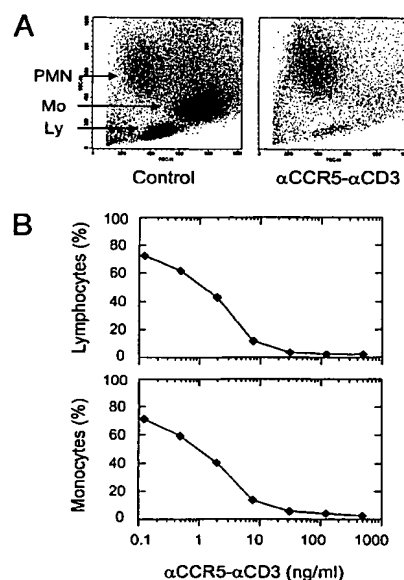 A
PMN
Mo
Ly
Control
αCCR5-αCD3
B
Lymphocytes (%)
100
80
60
40
20
0
Monocytes (%)
100
80
60
40
20
0
0.1 1 10 100 1000
αCCR5-αCD3 (ng/ml)